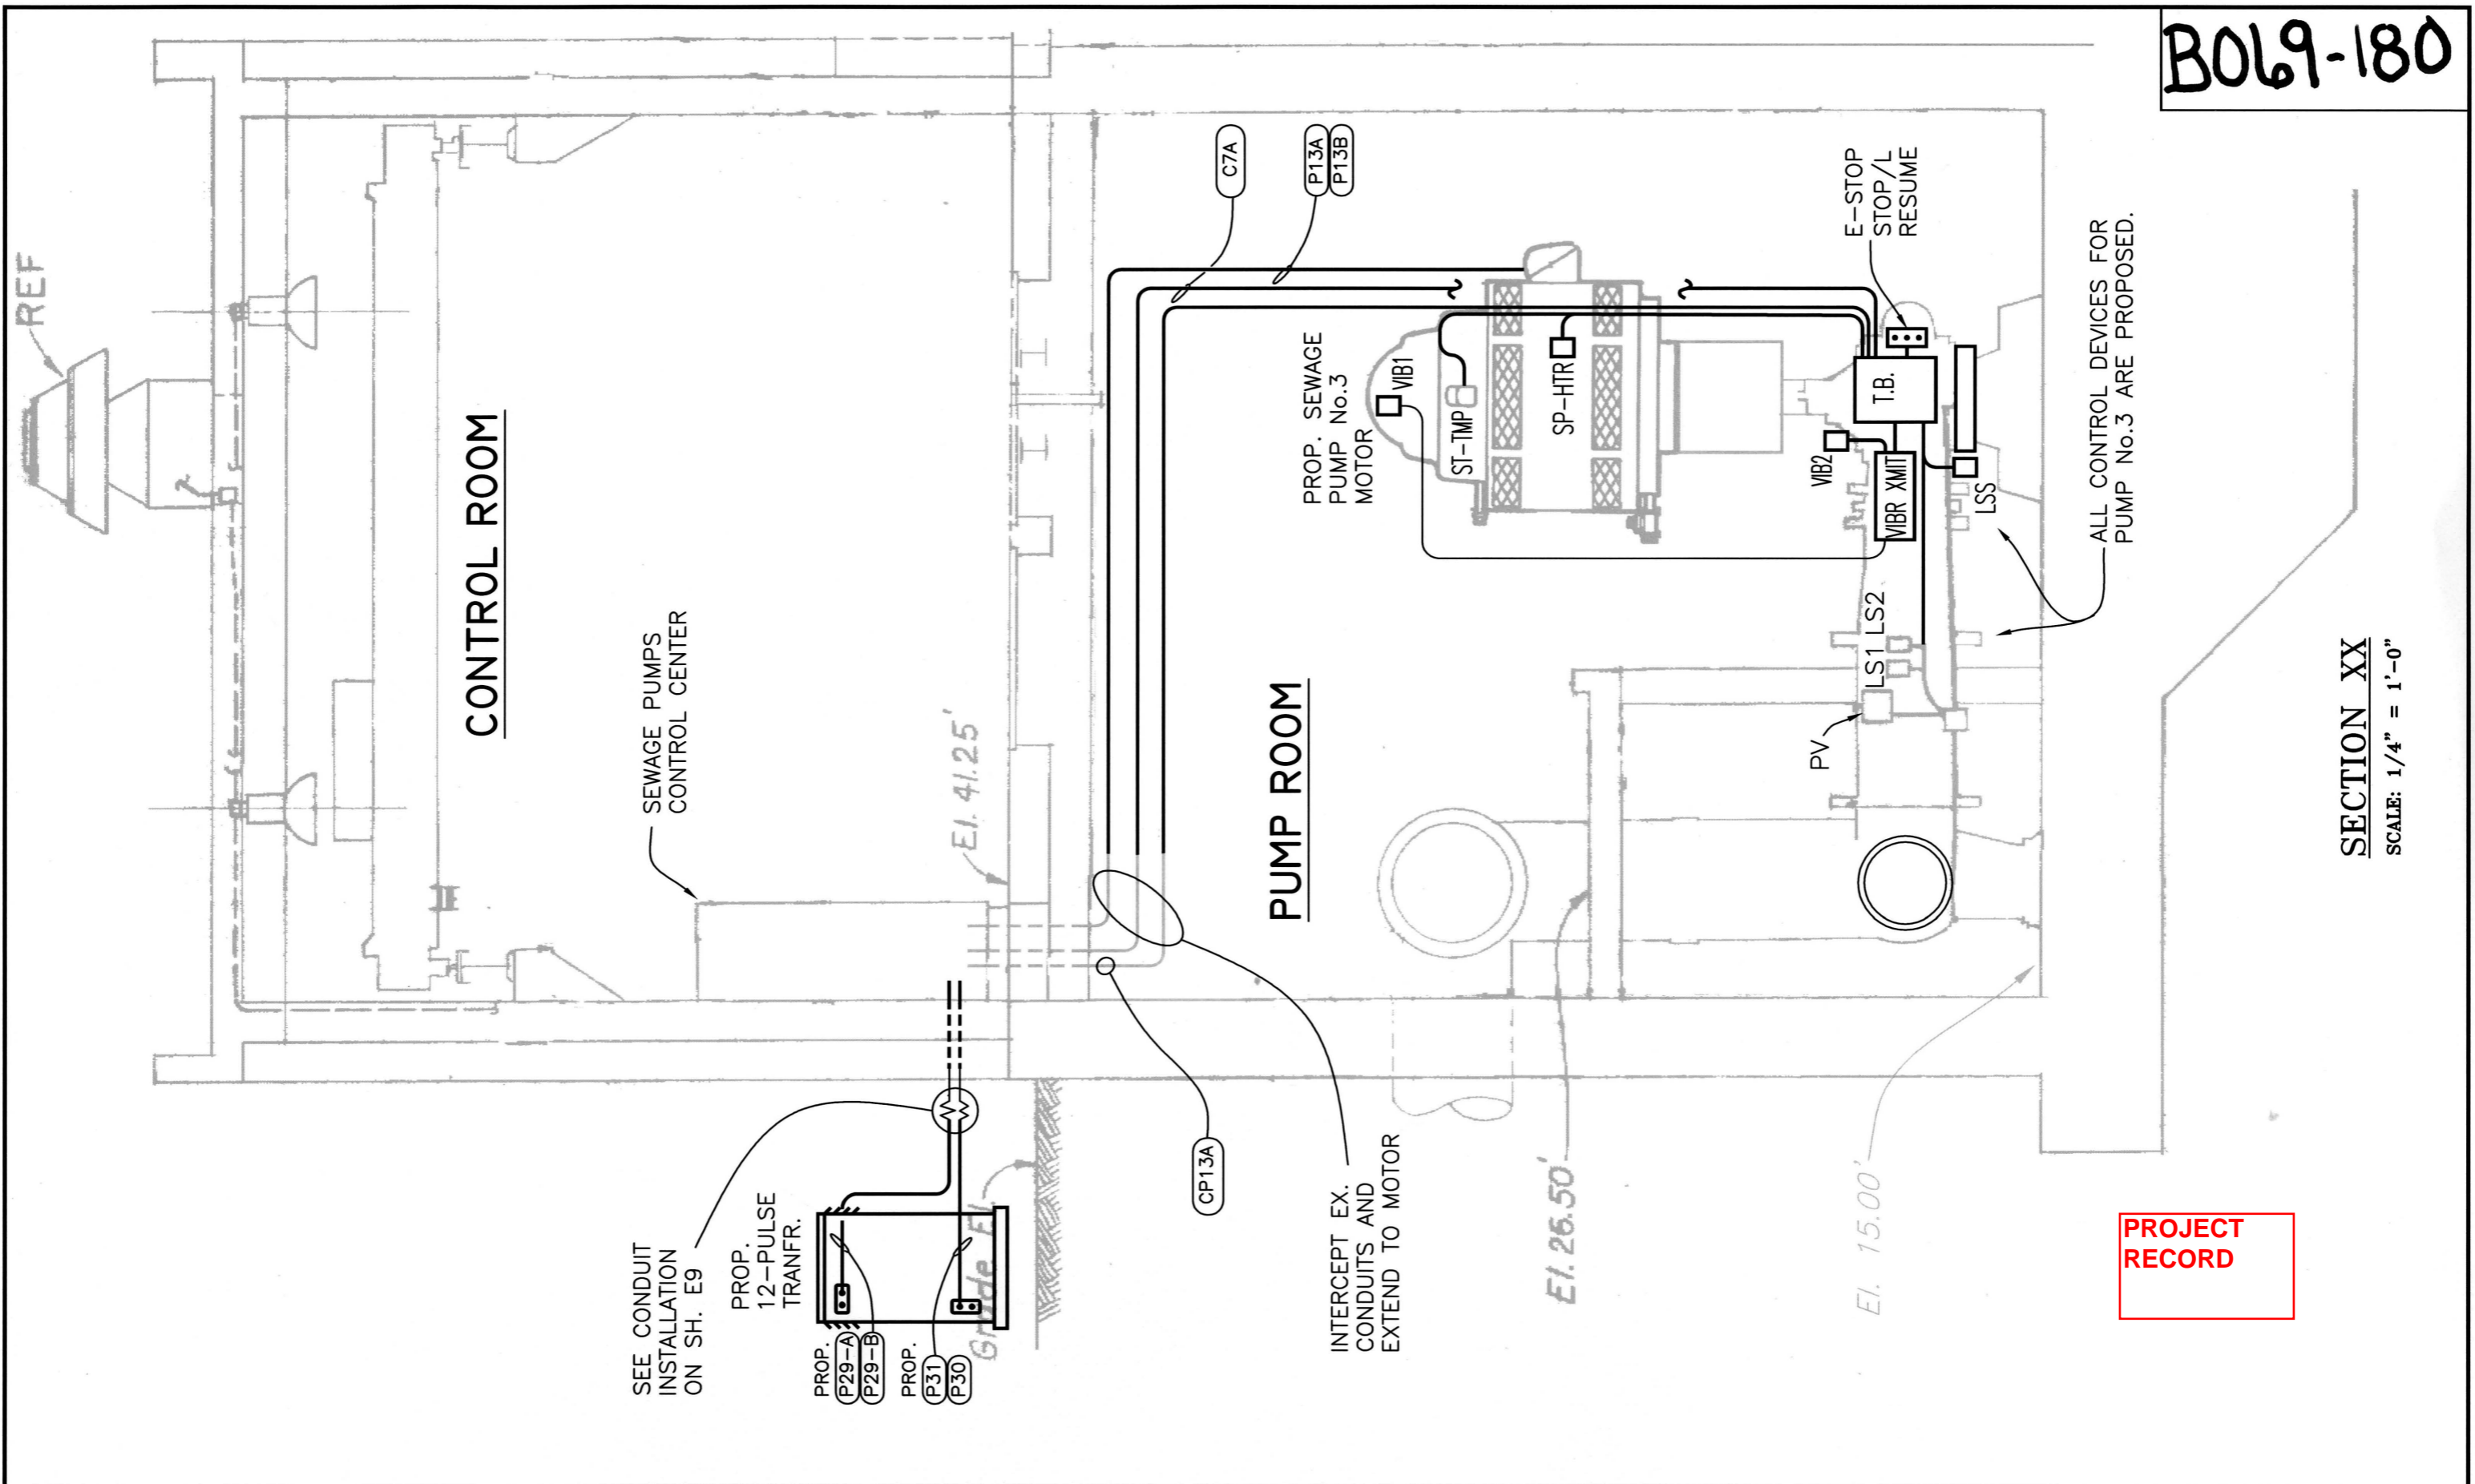 B069-180
REF
CONTROL ROOM
SEWAGE PUMPS
CONTROL CENTER
El. 41.25'
C7A
P13A
P13B
PROP. SEWAGE
PUMP No.3
MOTOR
VIB1
ST-TMP
SP-HTR
E-STOP
STOP/L
RESUME
T.B.
VIB2
VIBR XMIT
LSS
ALL CONTROL DEVICES FOR
PUMP No.3 ARE PROPOSED.
PUMP ROOM
LS1 LS2
PV
SEE CONDUIT
INSTALLATION
ON SH. E9
PROP.
12-PULSE
TRANFR.
PROP.
P29-A
P29-B
PROP.
P31
P30
Grade El.
CP13A
INTERCEPT EX.
CONDUITS AND
EXTEND TO MOTOR
El. 26.50'
El. 15.00'
SECTION XX
SCALE: 1/4" = 1'-0"
PROJECT
RECORD